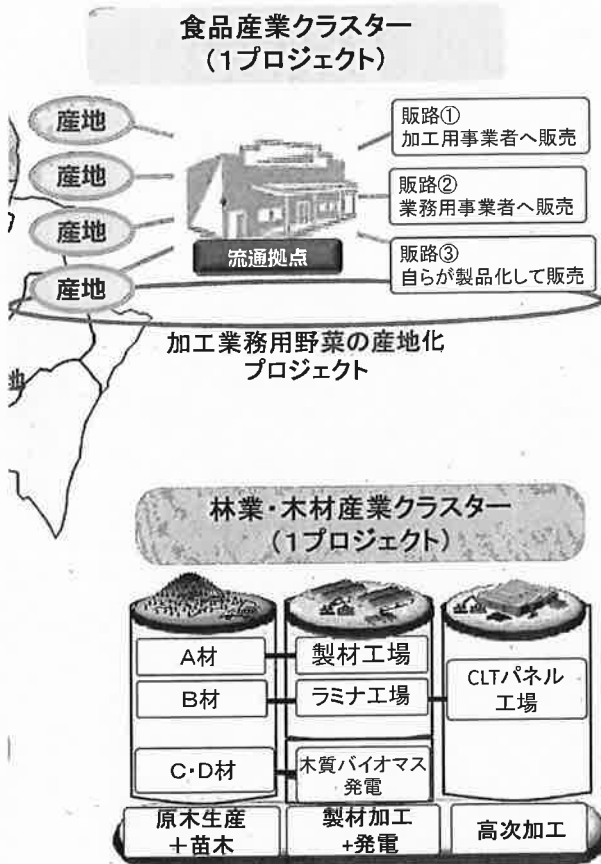 食品産業クラスター
(1プロジェクト)
産地
産地
産地
産地
流通拠点
販路①
加工用事業者へ販売
販路②
業務用事業者へ販売
販路③
自らが製品化して販売
加工業務用野菜の産地化
プロジェクト
地
林業・木材産業クラスター
(1プロジェクト)
A材
B材
C・D材
原木生産
+苗木
製材工場
ラミナ工場
木質バイオマス
発電
製材加工
+発電
CLTパネル
工場
高次加工